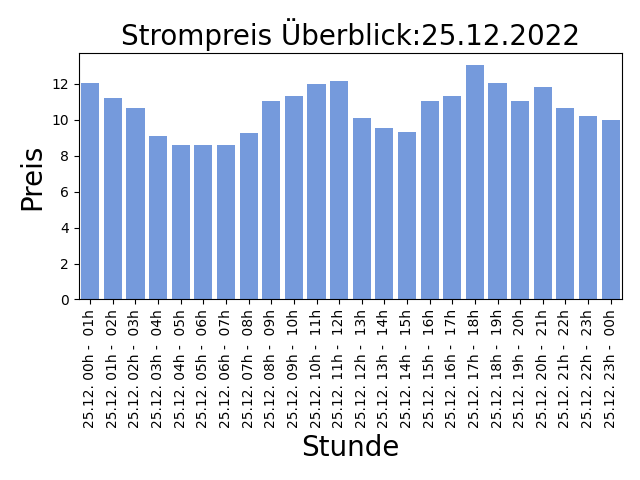 Strompreis Überblick:25.12.2022
Preis
12
10
8
6
4
2
0
25.12. 00h - 01h
25.12. 01h - 02h
25.12. 02h - 03h
25.12. 03h - 04h
25.12. 04h - 05h
25.12. 05h - 06h
25.12. 06h - 07h
25.12. 07h - 08h
25.12. 08h - 09h
25.12. 09h - 10h
25.12. 10h - 11h
25.12. 11h - 12h
25.12. 12h - 13h
25.12. 13h - 14h
25.12. 14h - 15h
25.12. 15h - 16h
25.12. 16h - 17h
25.12. 17h - 18h
25.12. 18h - 19h
25.12. 19h - 20h
25.12. 20h - 21h
25.12. 21h - 22h
25.12. 22h - 23h
25.12. 23h - 00h
Stunde